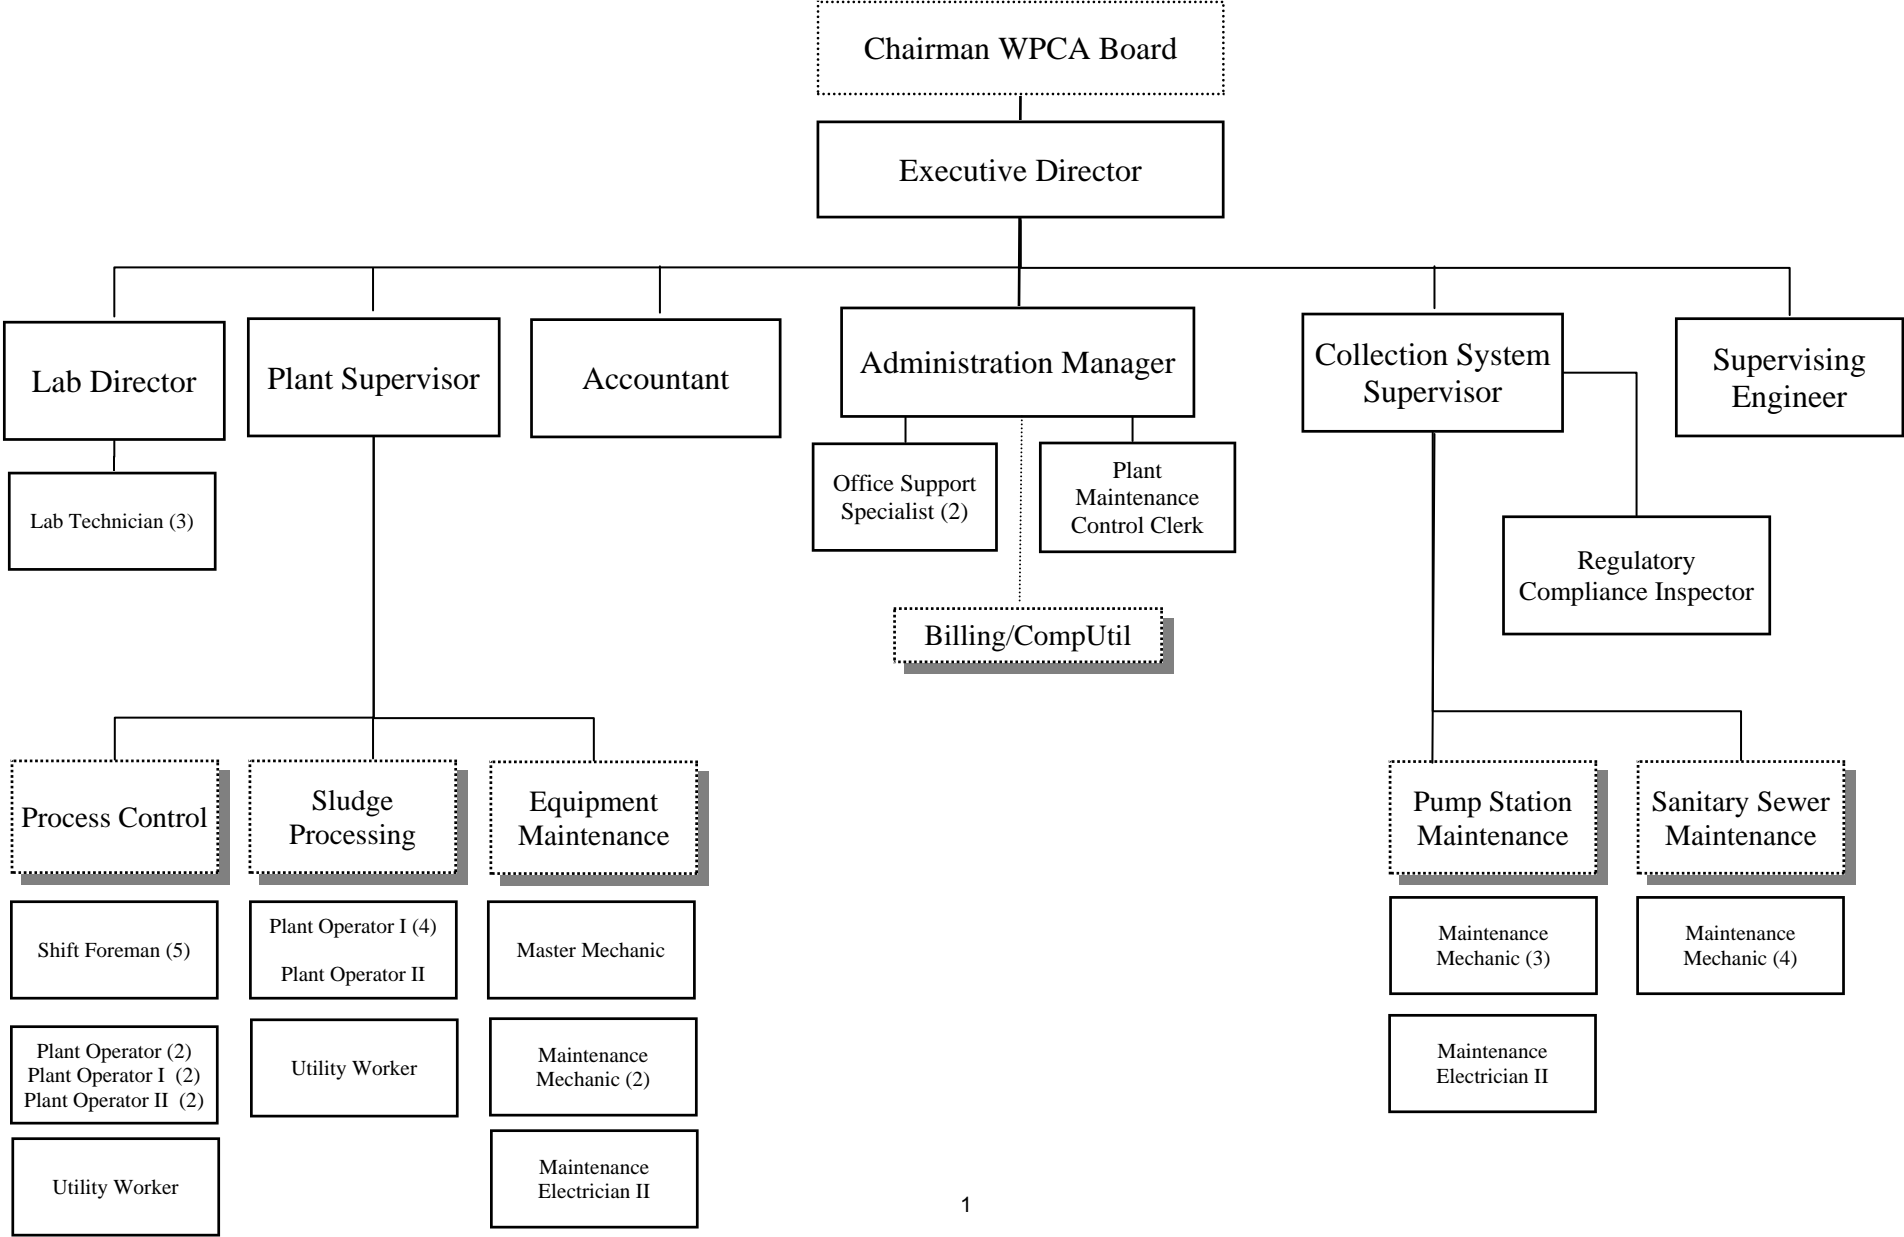 Chairman WPCA Board
Executive Director
Lab Director
Plant Supervisor
Accountant
Administration Manager
Collection System
Supervisor
Supervising
Engineer
Lab Technician (3)
Office Support
Specialist (2)
Plant
Maintenance
Control Clerk
Regulatory
Compliance Inspector
Billing/CompUtil
Process Control
Sludge
Processing
Equipment
Maintenance
Pump Station
Maintenance
Sanitary Sewer
Maintenance
Shift Foreman (5)
Plant Operator I (4)
Plant Operator II
Master Mechanic
Maintenance
Mechanic (3)
Maintenance
Mechanic (4)
Plant Operator (2)
Plant Operator I (2)
Plant Operator II (2)
Utility Worker
Maintenance
Mechanic (2)
Maintenance
Electrician II
Utility Worker
Maintenance
Electrician II
1